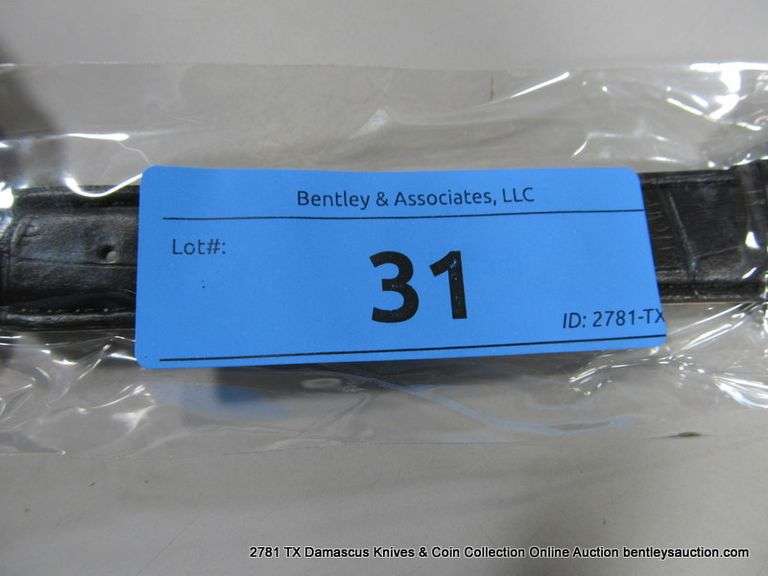 Bentley & Associates, LLC
Lot#:
31
ID: 2781-TX
2781 TX Damascus Knives & Coin Collection Online Auction bentleysauction.com